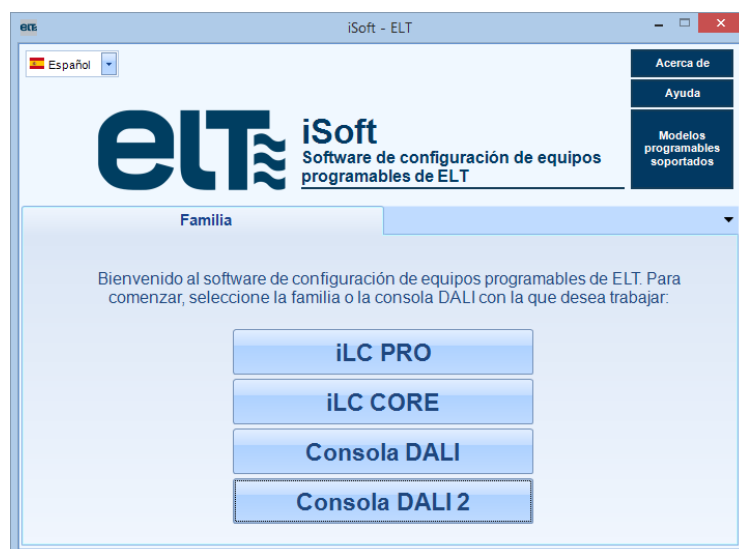 elt
iSoft - ELT
Español
Acerca de
Ayuda
Modelos
programables
soportados
eLT
iSoft
Software de configuración de equipos
programables de ELT
Familia
Bienvenido al software de configuración de equipos programables de ELT. Para
comenzar, seleccione la familia o la consola DALI con la que desea trabajar:
iLC PRO
iLC CORE
Consola DALI
Consola DALI 2